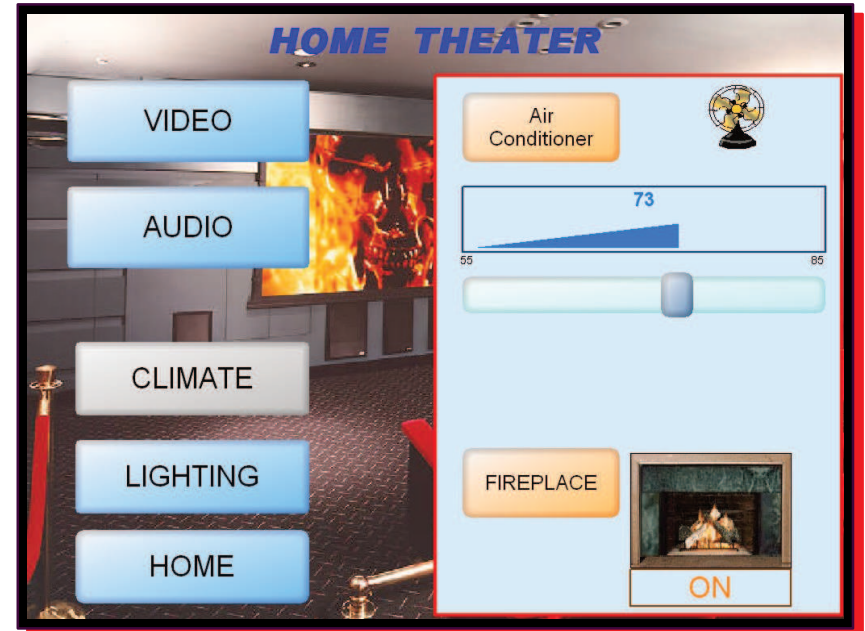 HOME THEATER
VIDEO
AUDIO
CLIMATE
LIGHTING
HOME
Air
Conditioner
73
55
85
FIREPLACE
ON